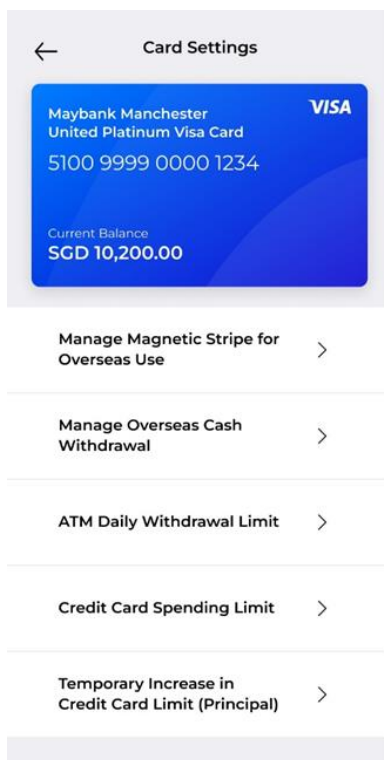 Card Settings
Maybank Manchester
United Platinum Visa Card
VISA
5100 9999 0000 1234
Current Balance
SGD 10,200.00
Manage Magnetic Stripe for
Overseas Use
Manage Overseas Cash
Withdrawal
ATM Daily Withdrawal Limit
Credit Card Spending Limit
Temporary Increase in
Credit Card Limit (Principal)